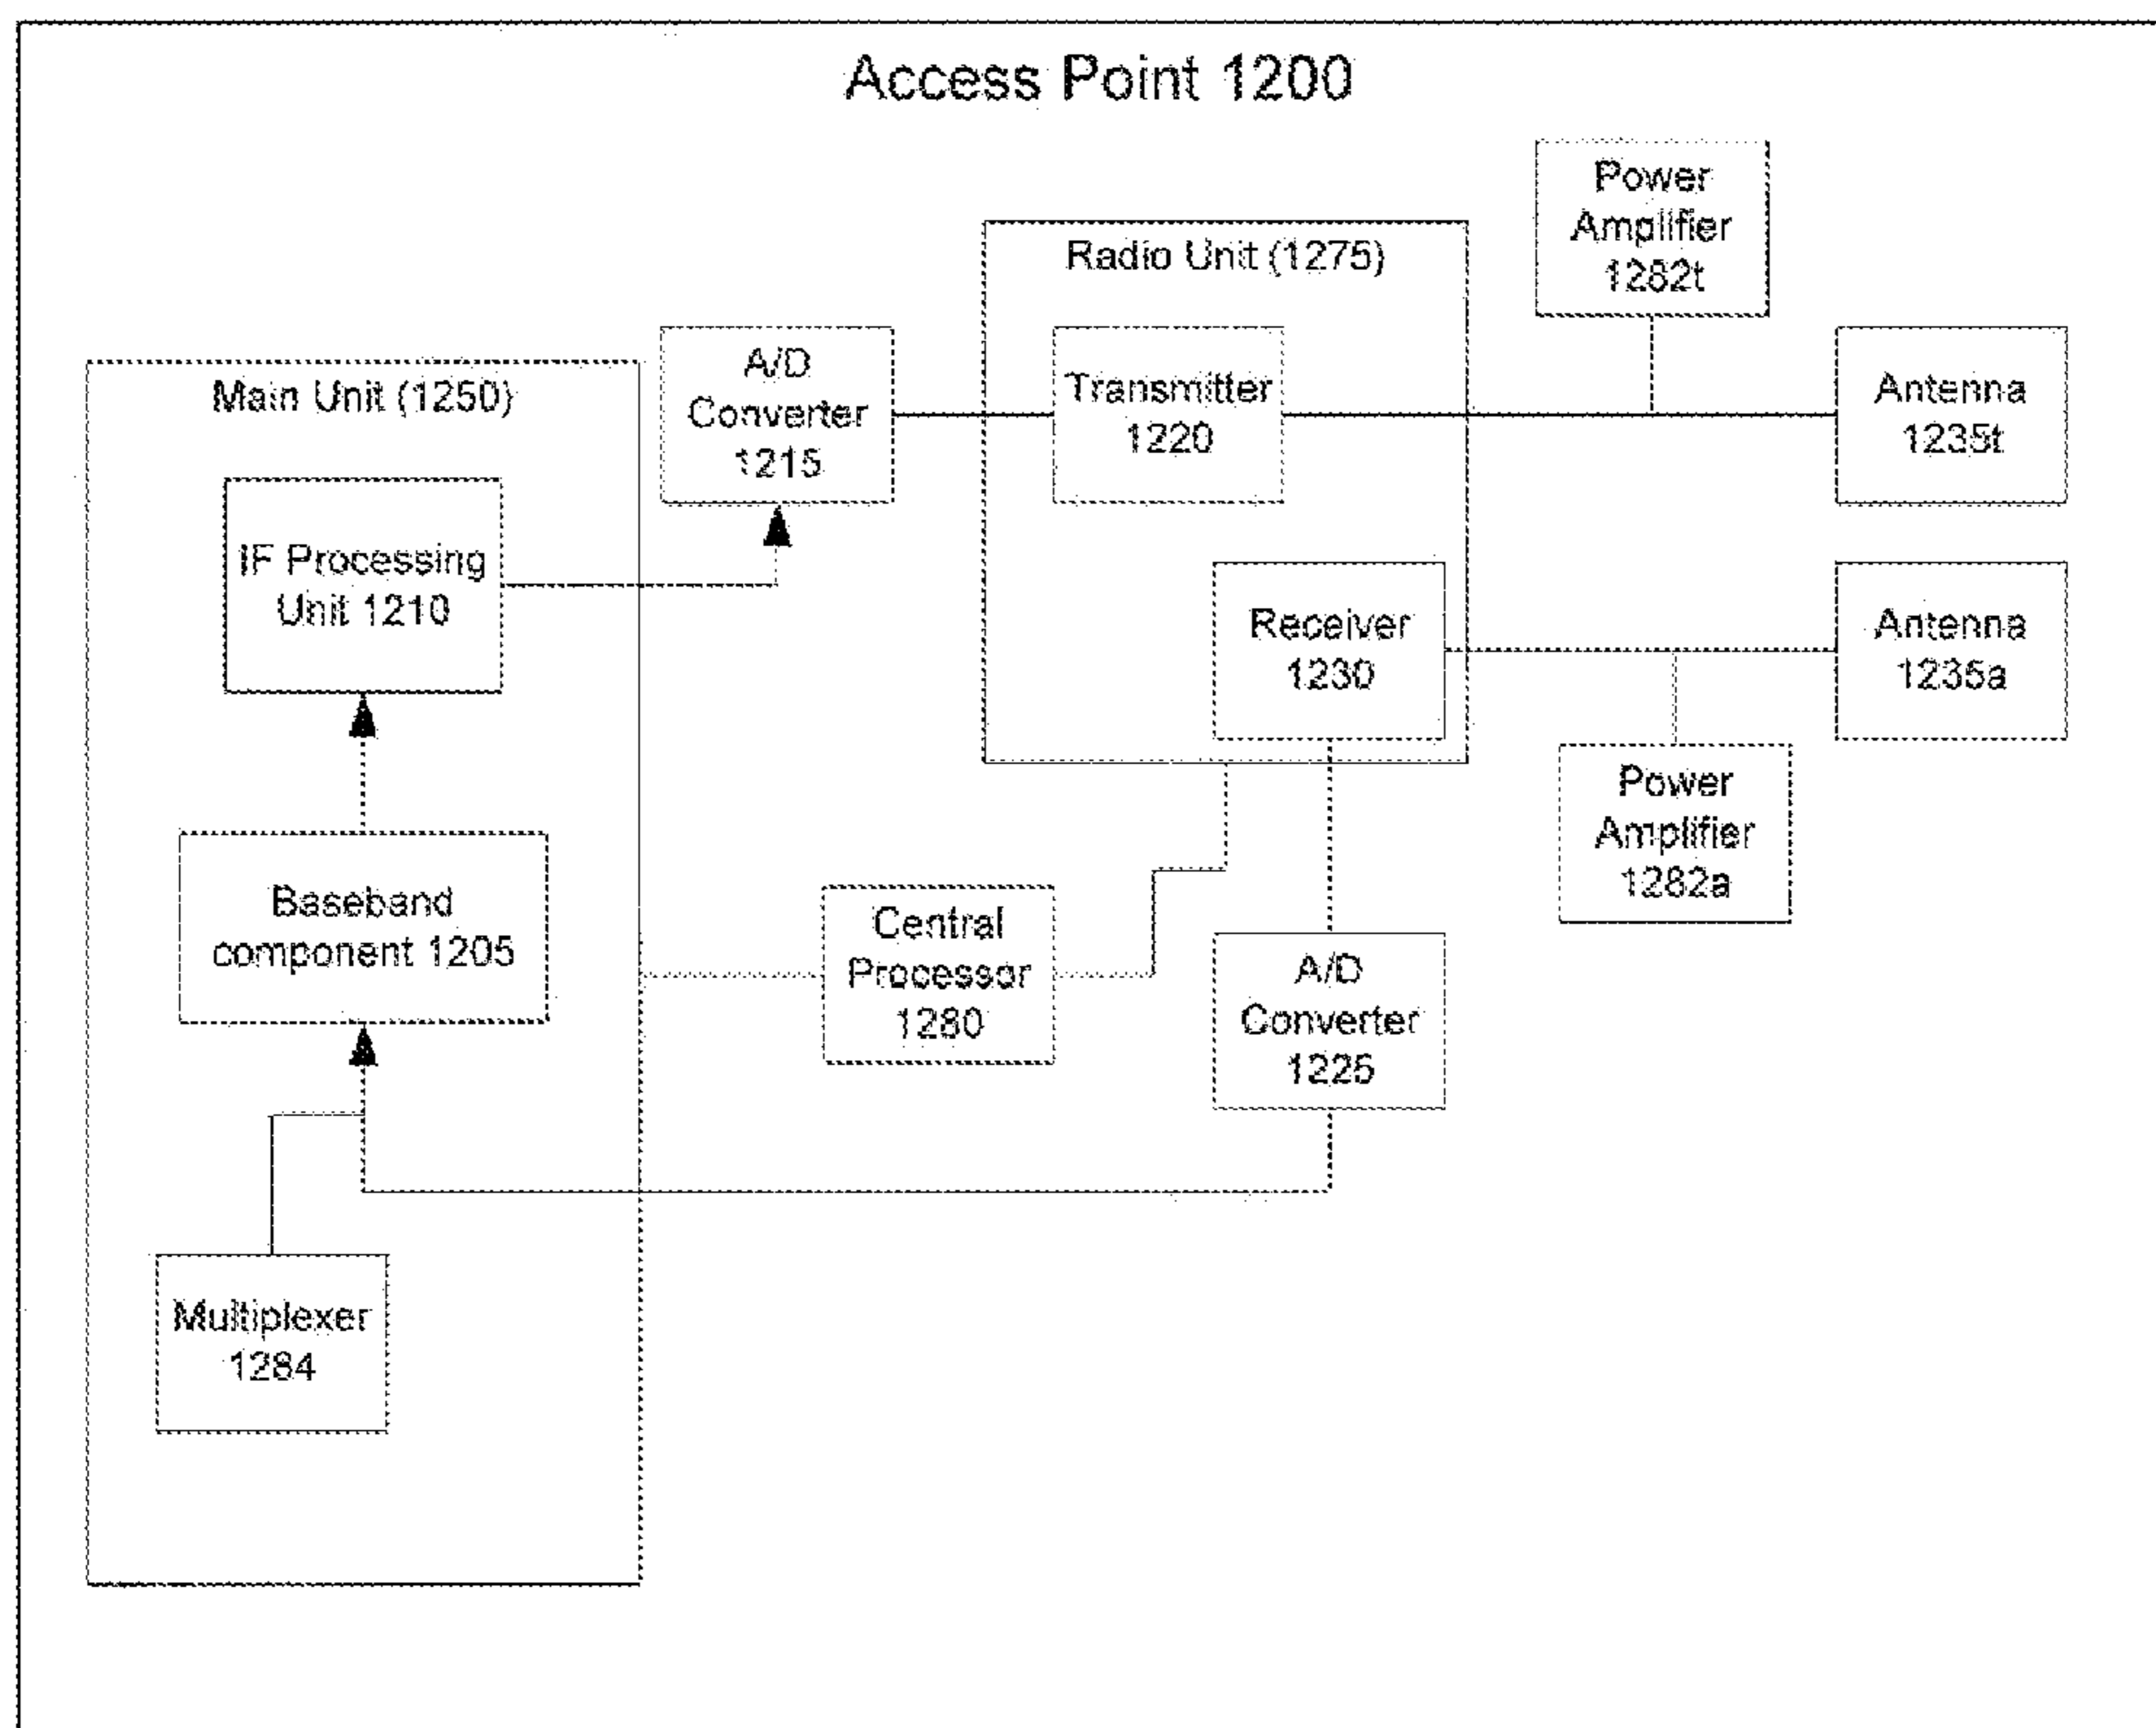 Access Point 1200
Power
Amplifier
1282t
Radio Unit (1275)
A/D
Converter
1215
Transmitter
1220
Antenna
1235t
Main Unit (1250)
IF Processing
Unit 1210
Receiver
1230
Antenna
1235a
Power
Amplifier
1282a
Baseband
component 1205
Central
Processor
1280
A/D
Converter
1225
Multiplexer
1284